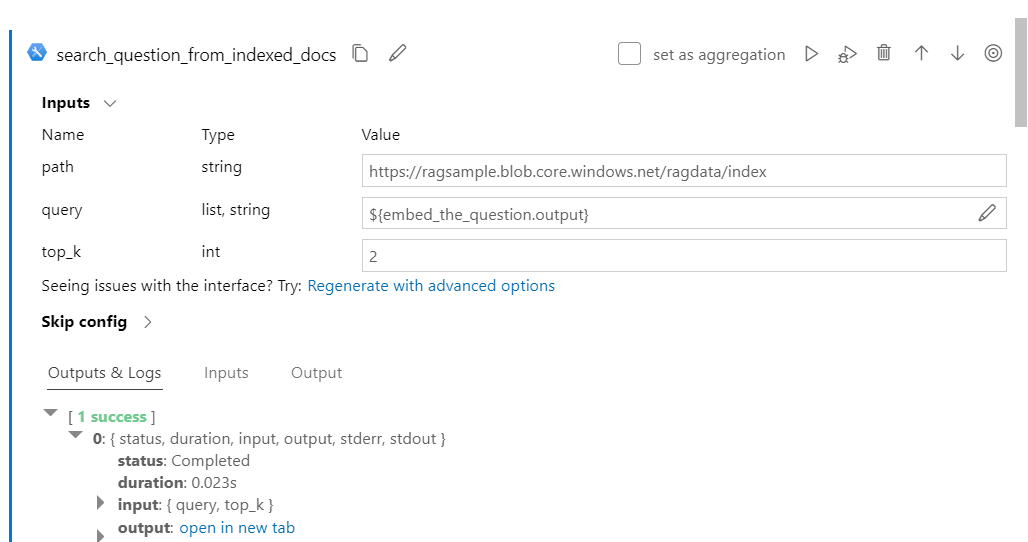 search_question_from_indexed_docs set as aggregation
Inputs
Name Type Value
path string https://ragsample.blob.core.windows.net/ragdata/index
query list, string ${embed_the_question.output}
top_k int 2
Seeing issues with the interface? Try: Regenerate with advanced options
Skip config
Outputs & Logs Inputs Output
[ 1 success ]
0: { status, duration, input, output, stderr, stdout }
status: Completed
duration: 0.023s
input: { query, top_k }
output: open in new tab